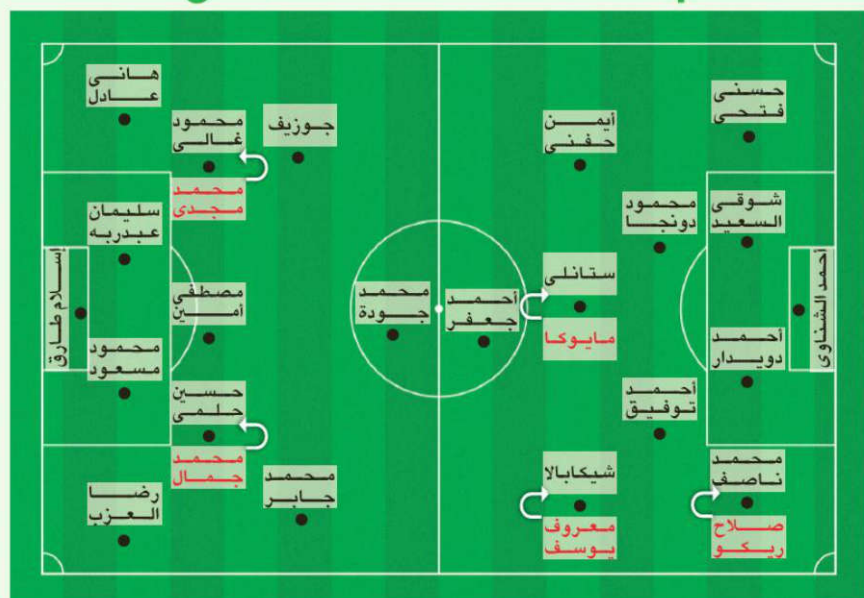 هانى
عادل
محمود
غالى
محمد
مجدى
جوزيف
سليمان
عبدربه
إسلام طارق
مصطفى
أمين
محمود
مسعود
حسين
حلمى
محمد
جمال
رضا
العزب
محمد
جابر
محمد
جودة
أحمد
جعفر
أيمن
حفنى
ستانلى
مايوكا
شيكابالا
معروف
يوسف
محمود
دونجا
أحمد
توفيق
حسنى
فتحى
شوقى
السعيد
أحمد
دويدار
محمد
ناصف
صلاح
ريكو
أحمد الشناوى